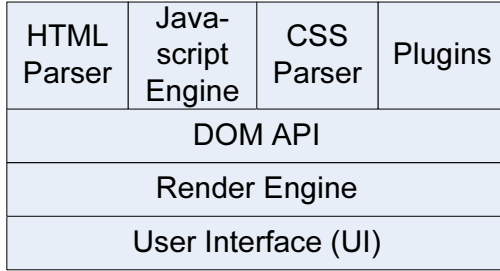 HTML
Parser
Java-
script
Engine
CSS
Parser
Plugins
DOM API
Render Engine
User Interface (UI)